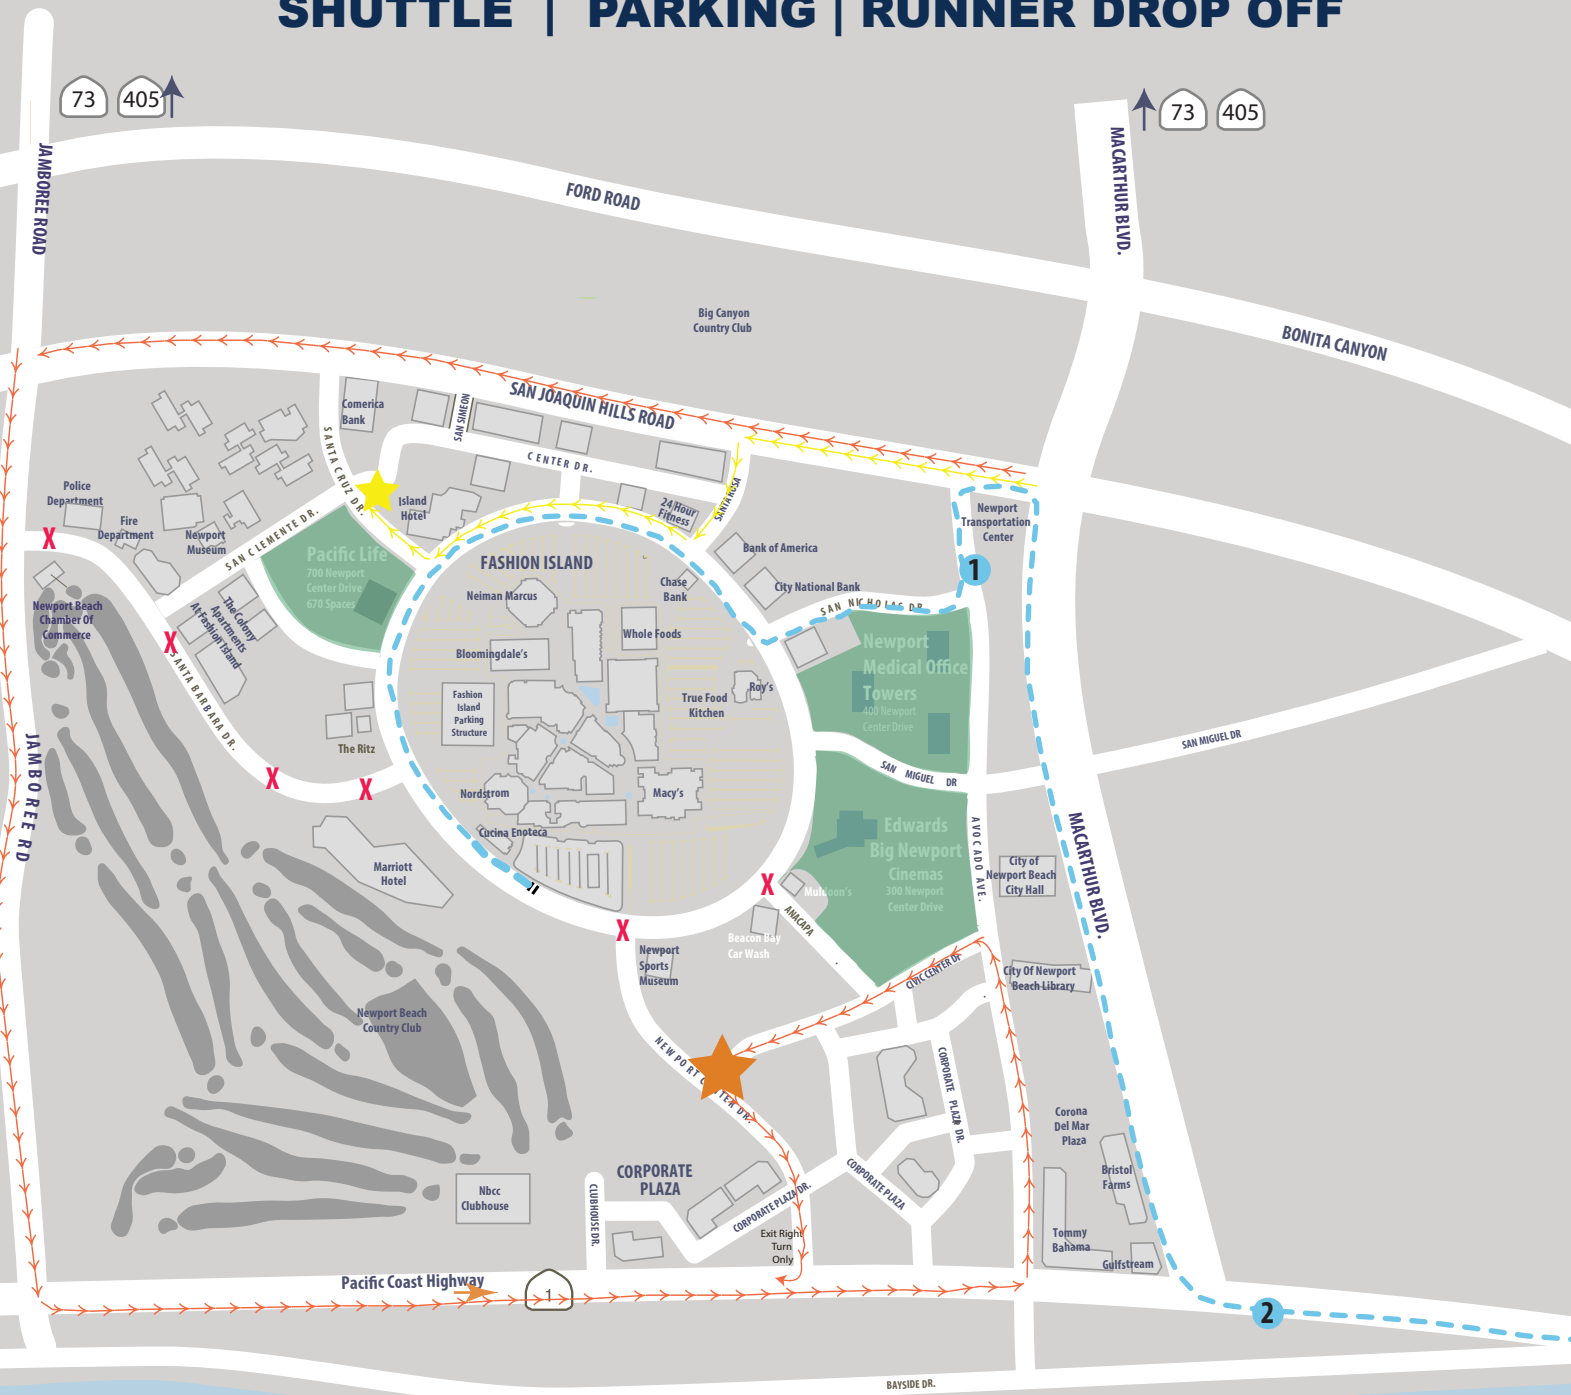 SHUTTLE | PARKING | RUNNER DROP OFF
73
405
73
405
JAMBOREE ROAD
FORD ROAD
MACARTHUR BLVD.
Big Canyon
Country Club
BONITA CANYON
SAN JOAQUIN HILLS ROAD
Comerica
Bank
SAN SIMEON
SANTA CRUZ DR.
CENTER DR.
SANTA ROSA
24 Hour
Fitness
Island
Hotel
Police
Department
Fire
Department
Newport
Museum
SAN CLEMENTE DR.
Newport
Transportation
Center
1
Pacific Life
700 Newport
Center Drive
670 Spaces
FASHION ISLAND
Bank of America
City National Bank
SAN NICHOLAS DR.
Chase
Bank
Neiman Marcus
Whole Foods
Bloomingdale's
Fashion
Island
Parking
Structure
True Food
Kitchen
Roy's
Newport
Medical Office
Towers
400 Newport
Center Drive
Newport Beach
Chamber Of
Commerce
The Colony
Apartments
At Fashion Island
X
X
X
X
X
X
SANTA BARBARA DR.
The Ritz
Nordstrom
Macy's
Cucina Enoteca
SAN MIGUEL DR
SAN MIGUEL DR
JAMBOREE RD
Edwards
Big Newport
Cinemas
300 Newport
Center Drive
AVOCADO AVE.
City of
Newport Beach
City Hall
MACARTHUR BLVD.
Marriott
Hotel
Muldoon's
ANACAPA
Beacon Bay
Car Wash
Newport
Sports
Museum
CIVIC CENTER DR
City Of Newport
Beach Library
Newport Beach
Country Club
NEWPORT CENTER DR.
CORPORATE PLAZA DR.
Corona
Del Mar
Plaza
CORPORATE
PLAZA
Nbcc
Clubhouse
CLUBHOUSE DR.
CORPORATE PLAZA DR.
CORPORATE PLAZA
Bristol
Farms
Exit Right
Turn
Only
Tommy
Bahama
Gulfstream
Pacific Coast Highway
1
2
BAYSIDE DR.